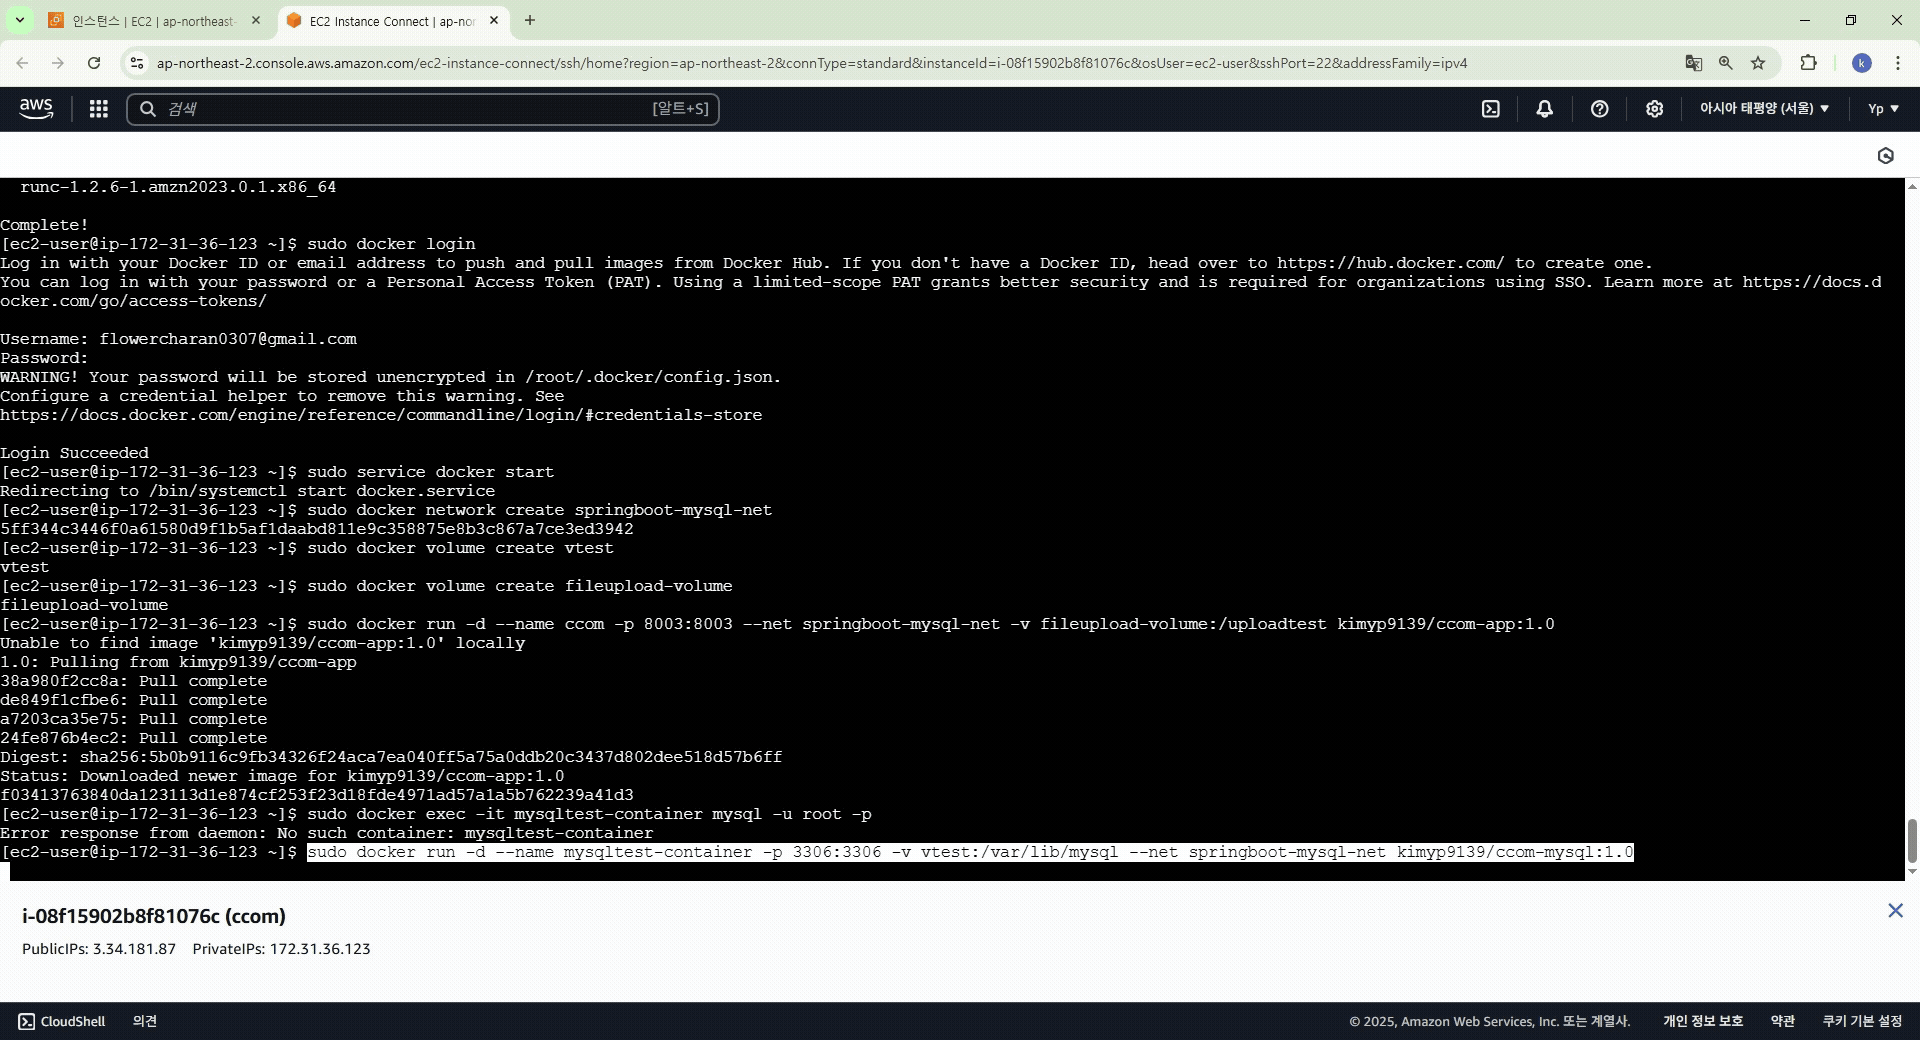 인스턴스 | EC2 | ap-northeast-
EC2 Instance Connect | ap-nor
ap-northeast-2.console.aws.amazon.com/ec2-instance-connect/ssh/home?region=ap-northeast-2&connType=standard&instanceId=i-08f15902b8f81076c&osUser=ec2-user&sshPort=22&addressFamily=ipv4
k
aws
검색
[알트+S]
아시아 태평양 (서울)
Yp
runc-1.2.6-1.amzn2023.0.1.x86_64
Complete!
[ec2-user@ip-172-31-36-123 ~]$ sudo docker login
Log in with your Docker ID or email address to push and pull images from Docker Hub. If you don't have a Docker ID, head over to https://hub.docker.com/ to create one.
You can log in with your password or a Personal Access Token (PAT). Using a limited-scope PAT grants better security and is required for organizations using SSO. Learn more at https://docs.d
ocker.com/go/access-tokens/
Username: flowercharan0307@gmail.com
Password:
WARNING! Your password will be stored unencrypted in /root/.docker/config.json.
Configure a credential helper to remove this warning. See
https://docs.docker.com/engine/reference/commandline/login/#credentials-store
Login Succeeded
[ec2-user@ip-172-31-36-123 ~]$ sudo service docker start
Redirecting to /bin/systemctl start docker.service
[ec2-user@ip-172-31-36-123 ~]$ sudo docker network create springboot-mysql-net
5ff344c3446f0a61580d9f1b5af1daabd811e9c358875e8b3c867a7ce3ed3942
[ec2-user@ip-172-31-36-123 ~]$ sudo docker volume create vtest
vtest
[ec2-user@ip-172-31-36-123 ~]$ sudo docker volume create fileupload-volume
fileupload-volume
[ec2-user@ip-172-31-36-123 ~]$ sudo docker run -d --name ccom -p 8003:8003 --net springboot-mysql-net -v fileupload-volume:/uploadtest kimyp9139/ccom-app:1.0
Unable to find image 'kimyp9139/ccom-app:1.0' locally
1.0: Pulling from kimyp9139/ccom-app
38a980f2cc8a: Pull complete
de849f1cfbe6: Pull complete
a7203ca35e75: Pull complete
24fe876b4ec2: Pull complete
Digest: sha256:5b0b9116c9fb34326f24aca7ea040ff5a75a0ddb20c3437d802dee518d57b6ff
Status: Downloaded newer image for kimyp9139/ccom-app:1.0
f03413763840da123113d1e874cf253f23d18fde4971ad57a1a5b762239a41d3
[ec2-user@ip-172-31-36-123 ~]$ sudo docker exec -it mysqltest-container mysql -u root -p
Error response from daemon: No such container: mysqltest-container
[ec2-user@ip-172-31-36-123 ~]$ sudo docker run -d --name mysqltest-container -p 3306:3306 -v vtest:/var/lib/mysql --net springboot-mysql-net kimyp9139/ccom-mysql:1.0
i-08f15902b8f81076c (ccom)
PublicIPs: 3.34.181.87 PrivateIPs: 172.31.36.123
CloudShell
의견
© 2025, Amazon Web Services, Inc. 또는 계열사.
개인 정보 보호
약관
쿠키 기본 설정